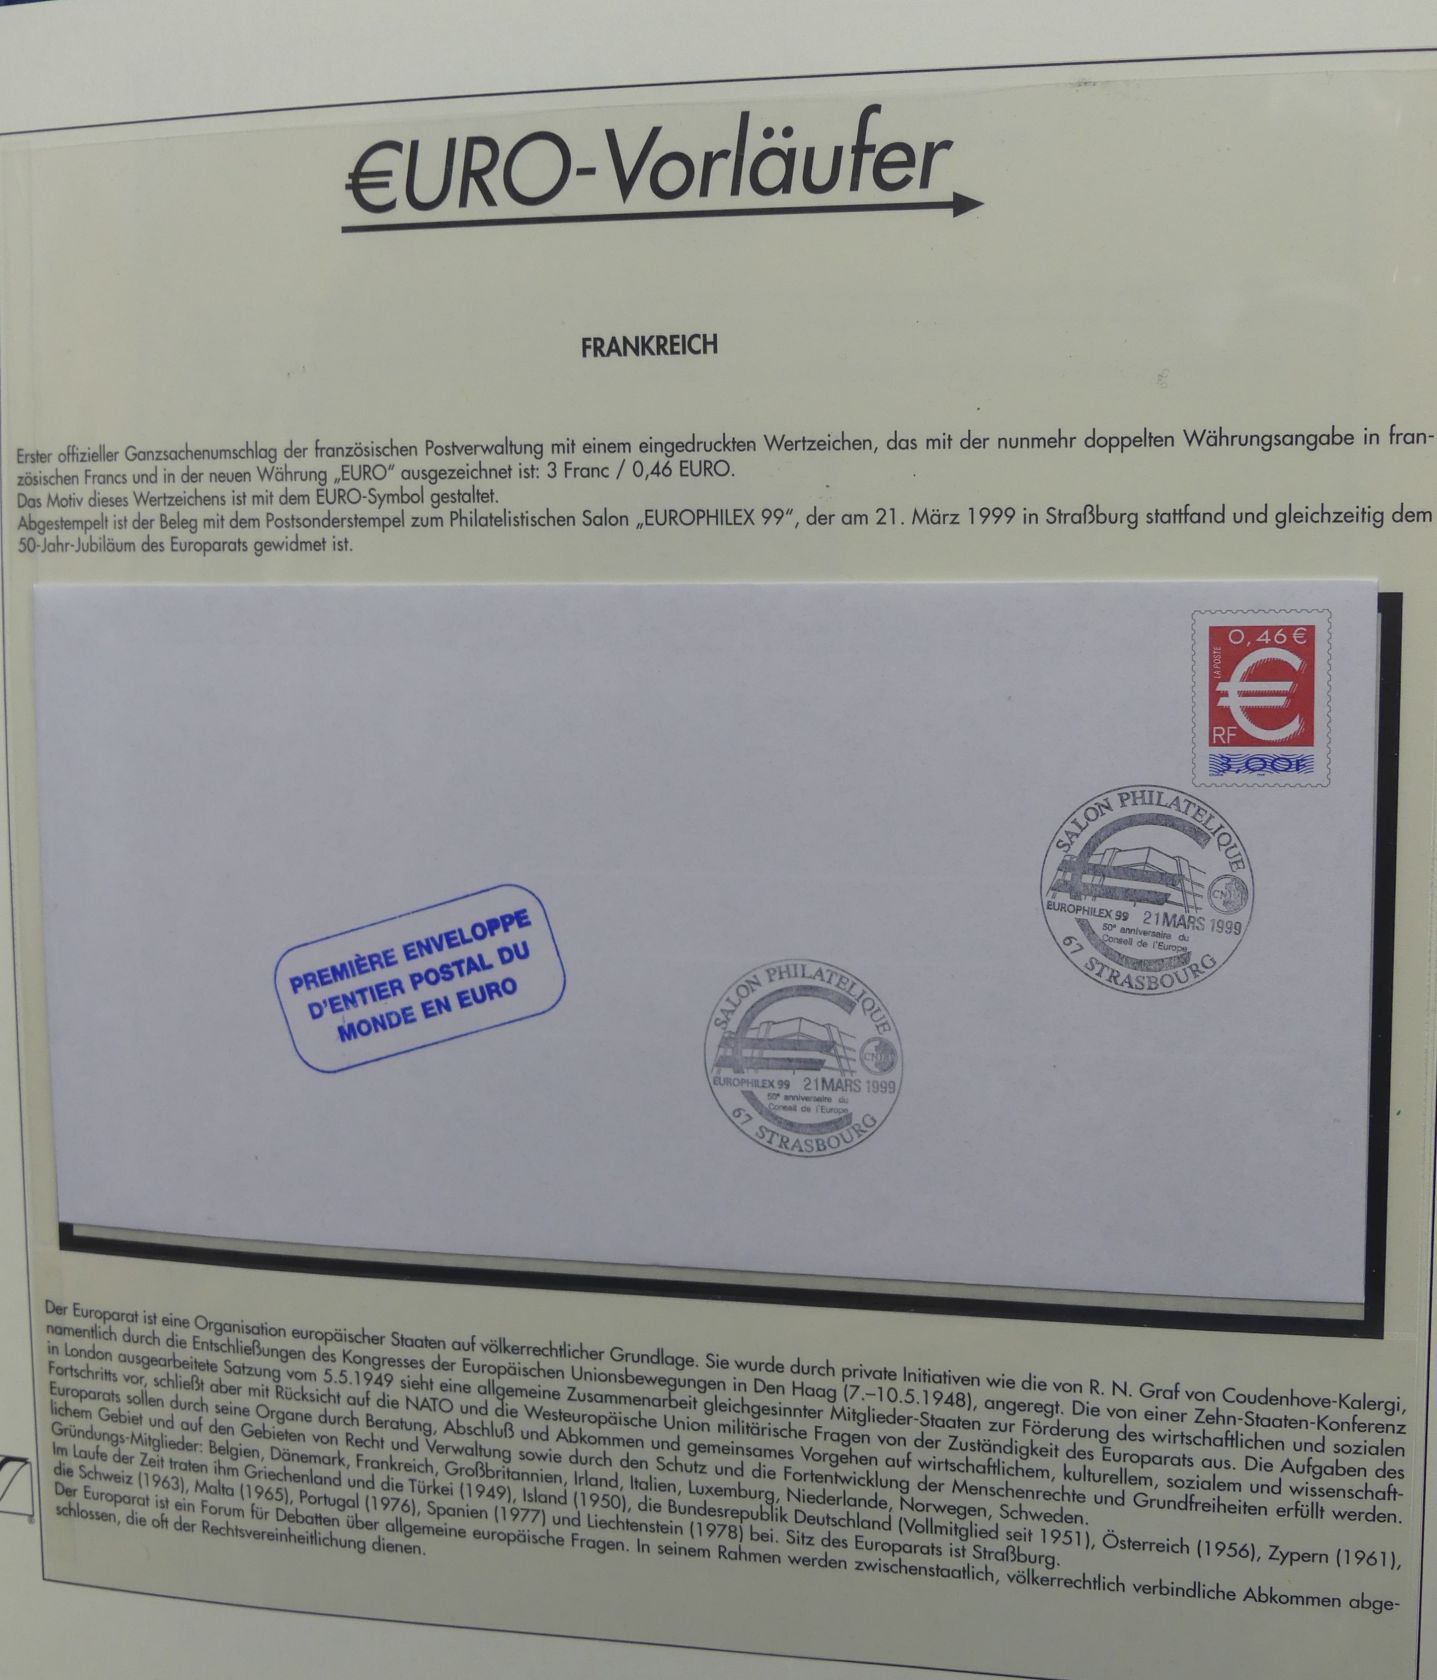 €URO-Vorläufer
FRANKREICH
Erster offizieller Ganzsachenumschlag der französischen Postverwaltung mit einem eingedruckten Wertzeichen, das mit der nunmehr doppelten Währungsangabe in fran-
zösischen Francs und in der neuen Währung „EURO“ ausgezeichnet ist: 3 Franc / 0,46 EURO.
Das Motiv dieses Wertzeichens ist mit dem EURO-Symbol gestaltet.
Abgestempelt ist der Beleg mit dem Postsonderstempel zum Philatelistischen Salon „EUROPHILEX 99“, der am 21. März 1999 in Straßburg stattfand und gleichzeitig dem
50-Jahr-Jubiläum des Europarats gewidmet ist.
0,46 €
LA POSTE
€
RF
3,00F
SALON PHILATELIQUE
EUROPHILEX 99 21 MARS 1999
50e anniversaire du
Conseil de l'Europe
67 STRASBOURG
PREMIÈRE ENVELOPPE
D'ENTIER POSTAL DU
MONDE EN EURO
SALON PHILATELIQUE
EUROPHILEX 99 21 MARS 1999
50e anniversaire du
Conseil de l'Europe
67 STRASBOURG
Der Europarat ist eine Organisation europäischer Staaten auf völkerrechtlicher Grundlage. Sie wurde durch private Initiativen wie die von R. N. Graf von Coudenhove-Kalergi,
namentlich durch die Entschließungen des Kongresses der Europäischen Unionsbewegungen in Den Haag (7.–10.5.1948), angeregt. Die von einer Zehn-Staaten-Konferenz
in London ausgearbeitete Satzung vom 5.5.1949 sieht eine allgemeine Zusammenarbeit gleichgesinnter Mitglieder-Staaten zur Förderung des wirtschaftlichen und sozialen
Fortschritts vor, schließt aber mit Rücksicht auf die NATO und die Westeuropäische Union militärische Fragen von der Zuständigkeit des Europarats aus. Die Aufgaben des
Europarats sollen durch seine Organe durch Beratung, Abschluß und Abkommen und gemeinsames Vorgehen auf wirtschaftlichem, kulturellem, sozialem und wissenschaft-
lichem Gebiet und auf den Gebieten von Recht und Verwaltung sowie durch den Schutz und die Fortentwicklung der Menschenrechte und Grundfreiheiten erfüllt werden.
Gründungs-Mitglieder: Belgien, Dänemark, Frankreich, Großbritannien, Irland, Italien, Luxemburg, Niederlande, Norwegen, Schweden.
Im Laufe der Zeit traten ihm Griechenland und die Türkei (1949), Island (1950), die Bundesrepublik Deutschland (Vollmitglied seit 1951), Österreich (1956), Zypern (1961),
die Schweiz (1963), Malta (1965), Portugal (1976), Spanien (1977) und Liechtenstein (1978) bei. Sitz des Europarats ist Straßburg.
Der Europarat ist ein Forum für Debatten über allgemeine europäische Fragen. In seinem Rahmen werden zwischenstaatlich, völkerrechtlich verbindliche Abkommen abge-
schlossen, die oft der Rechtsvereinheitlichung dienen.